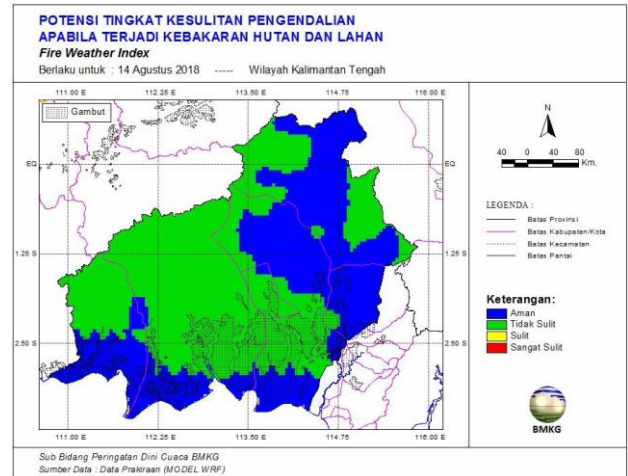 POTENSI TINGKAT KESULITAN PENGENDALIAN
APABILA TERJADI KEBAKARAN HUTAN DAN LAHAN
Fire Weather Index
Berlaku untuk : 14 Agustus 2018 ----- Wilayah Kalimantan Tengah
111.00 E 112.25 E 113.50 E 114.75 116.00 E
Gambut
EQ EQ
1.25 S 1.25 S
2.50 S 2.50 S
111.00 E 112.25 E 113.50 E 114.75 116.00 E
N
40 0 40 80
Km.
LEGENDA :
Batas Provinsi
Batas Kabupaten/Kota
Batas Kecamatan
Batas Pantai
Keterangan:
Aman
Tidak Sulit
Sulit
Sangat Sulit
BMKG
Sub Bidang Peringatan Dini Cuaca BMKG
Sumber Data : Data Prakiraan (MODEL WRF)